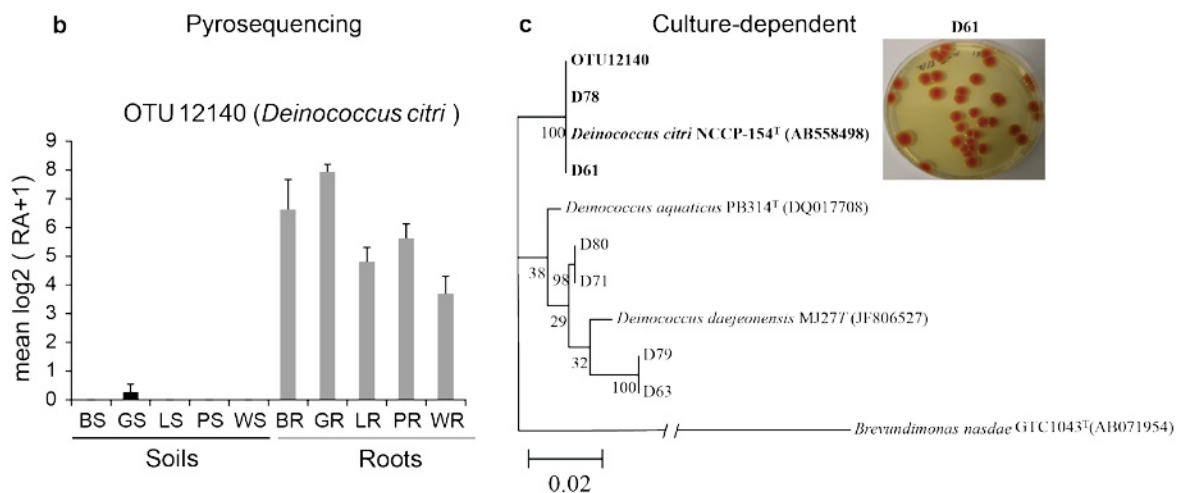 b Pyrosequencing
OTU 12140 (Deinococcus citri )
mean log2 ( RA+1)
9
8
7
6
5
4
3
2
1
0
BS GS LS PS WS BR GR LR PR WR
Soils Roots
c Culture-dependent
D61
OTU12140
D78
100 Deinococcus citri NCCP-154T (AB558498)
D61
Deinococcus aquaticus PB314T (DQ017708)
38
D80
98
D71
29
Deinococcus daejeonensis MJ27T (JF806527)
32
D79
100
D63
Brevundimonas nasdae GTC1043T(AB071954)
0.02